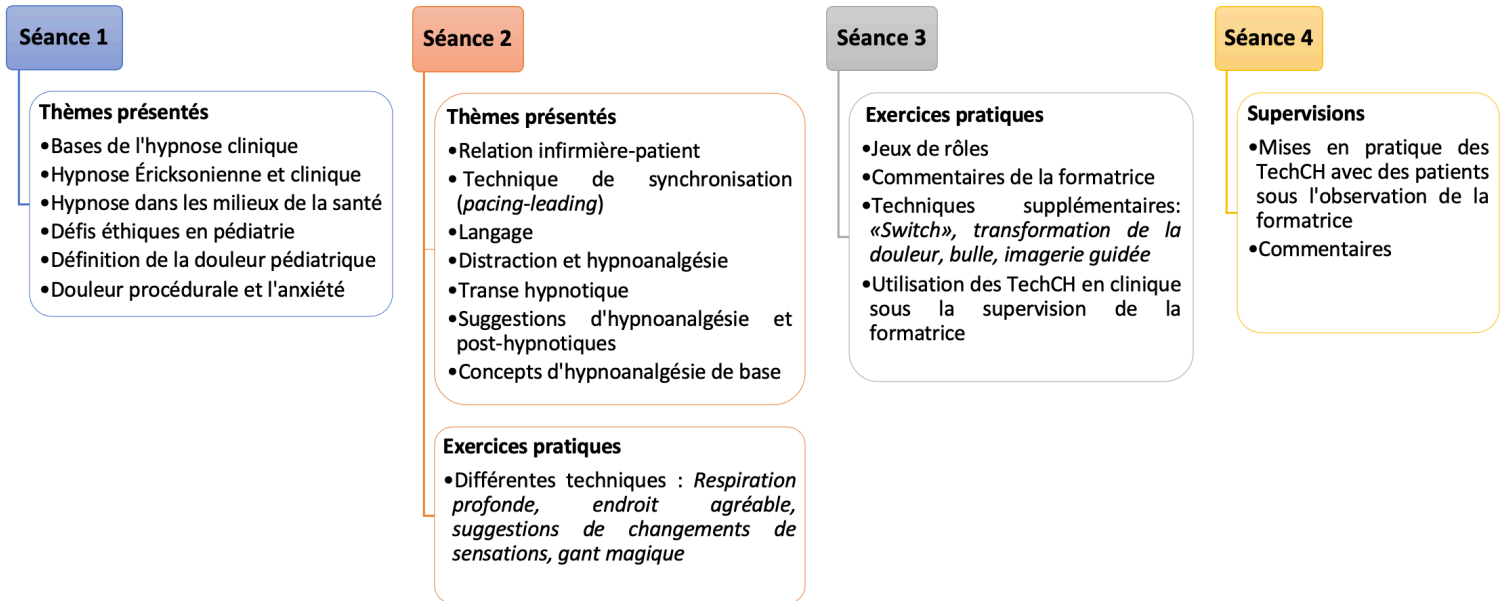 Séance 1
Thèmes présentés
•Bases de l'hypnose clinique
•Hypnose Éricksonienne et clinique
•Hypnose dans les milieux de la santé
•Défis éthiques en pédiatrie
•Définition de la douleur pédiatrique
•Douleur procédurale et l'anxiété
Séance 2
Thèmes présentés
•Relation infirmière-patient
•Technique de synchronisation
(pacing-leading)
•Langage
•Distraction et hypnoanalgésie
•Transe hypnotique
•Suggestions d'hypnoanalgésie et
post-hypnotiques
•Concepts d'hypnoanalgésie de base
Exercices pratiques
•Différentes techniques : Respiration
profonde, endroit agréable,
suggestions de changements de
sensations, gant magique
Séance 3
Exercices pratiques
•Jeux de rôles
•Commentaires de la formatrice
•Techniques supplémentaires:
«Switch», transformation de la
douleur, bulle, imagerie guidée
•Utilisation des TechCH en clinique
sous la supervision de la
formatrice
Séance 4
Supervisions
•Mises en pratique des
TechCH avec des patients
sous l'observation de la
formatrice
•Commentaires